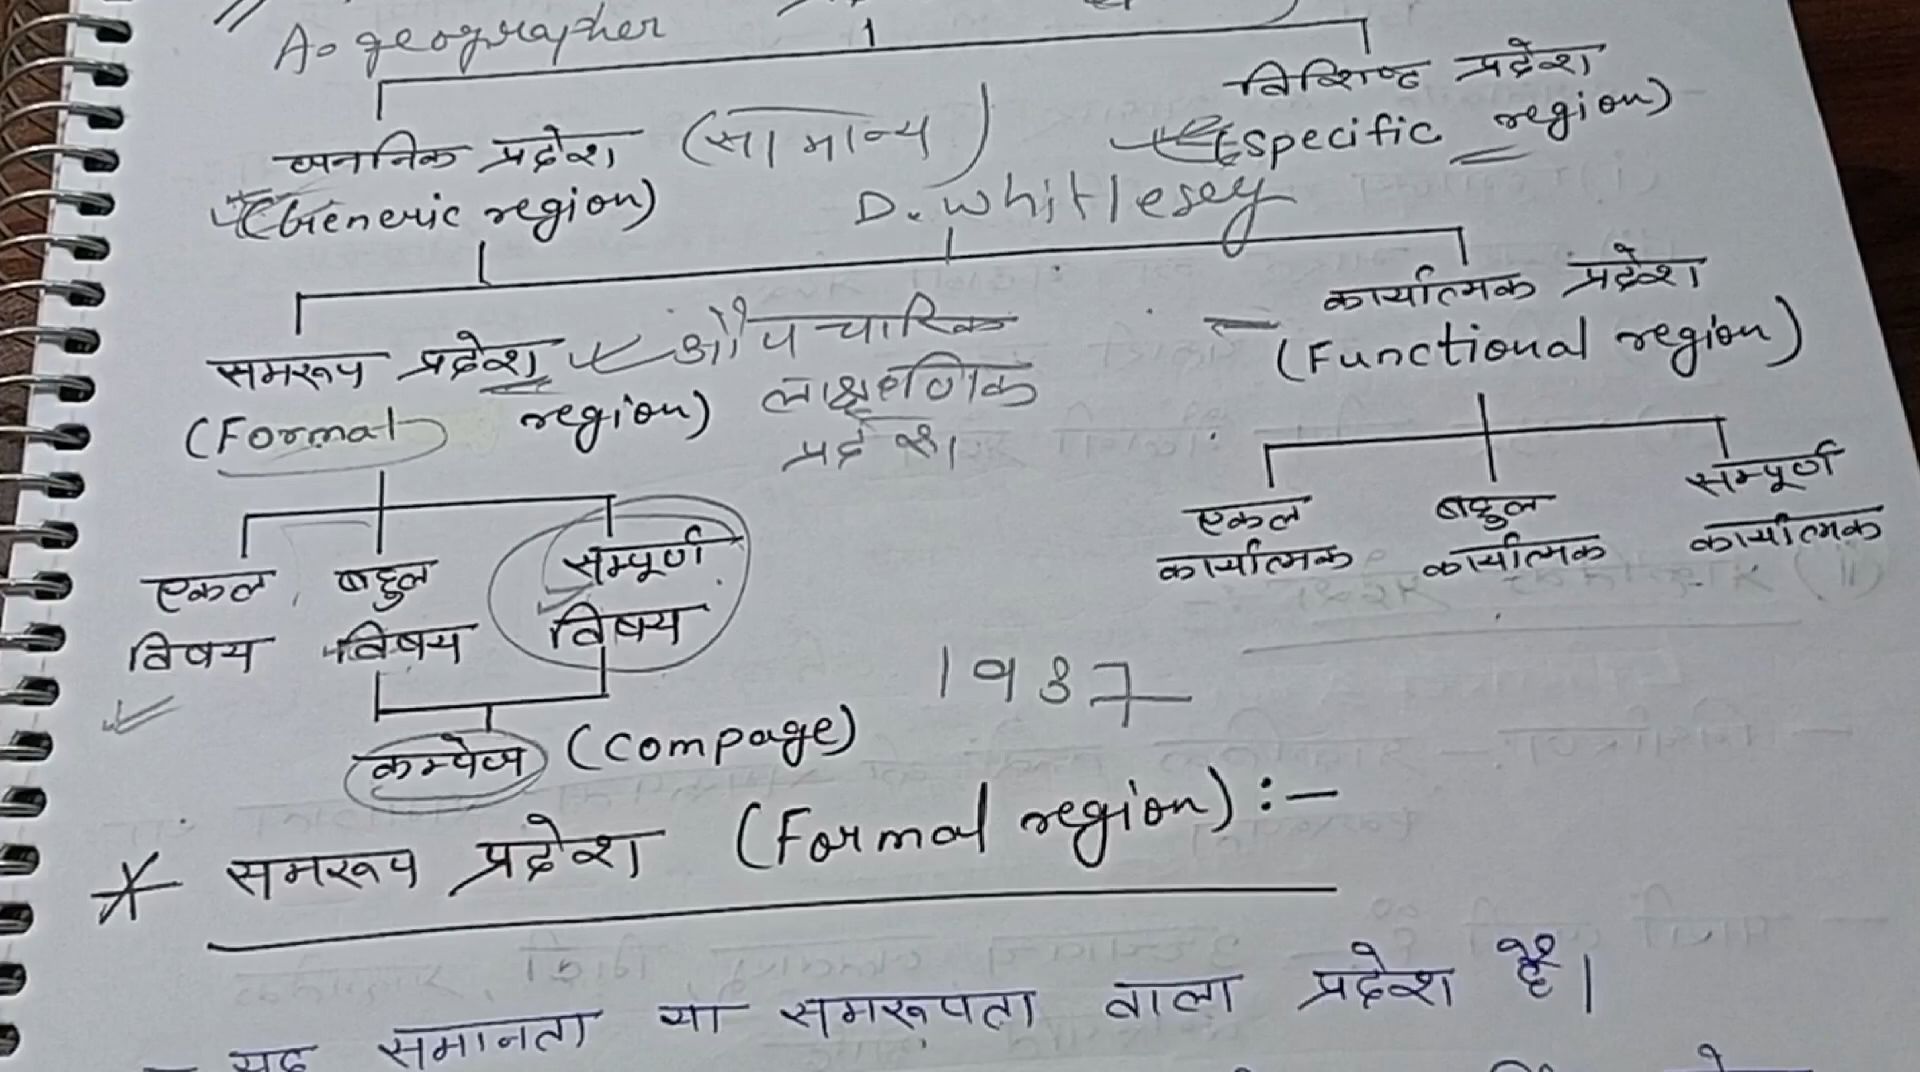 A. geographer
विशिष्ट प्रदेश
(Specific region)
जननिक प्रदेश (सामान्य)
(Generic region)
D. Whittlesey
कार्यात्मक प्रदेश
(Functional region)
समरूप प्रदेश औपचारिक
(Formal region) लाक्षणिक
प्रदेश
एकल कार्यात्मक
बहुल कार्यात्मक
सम्पूर्ण कार्यात्मक
एकल विषय
बहुल विषय
सम्पूर्ण विषय
1937
कम्पेज (Compage)
* समरूप प्रदेश (Formal region) :-
- यह समानता या समरूपता वाला प्रदेश है।